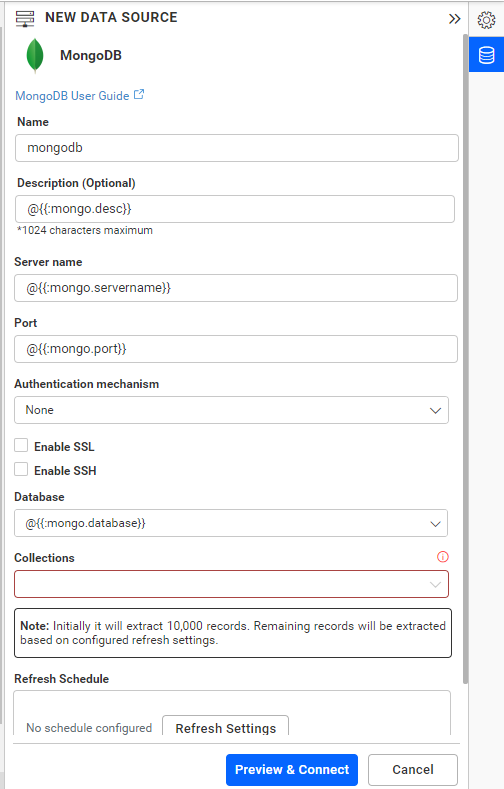 NEW DATA SOURCE
MongoDB
MongoDB User Guide
Name
mongodb
Description (Optional)
@{{:mongo.desc}}
*1024 characters maximum
Server name
@{{:mongo.servername}}
Port
@{{:mongo.port}}
Authentication mechanism
None
Enable SSL
Enable SSH
Database
@{{:mongo.database}}
Collections
Note: Initially it will extract 10,000 records. Remaining records will be extracted
based on configured refresh settings.
Refresh Schedule
No schedule configured Refresh Settings
Preview & Connect Cancel